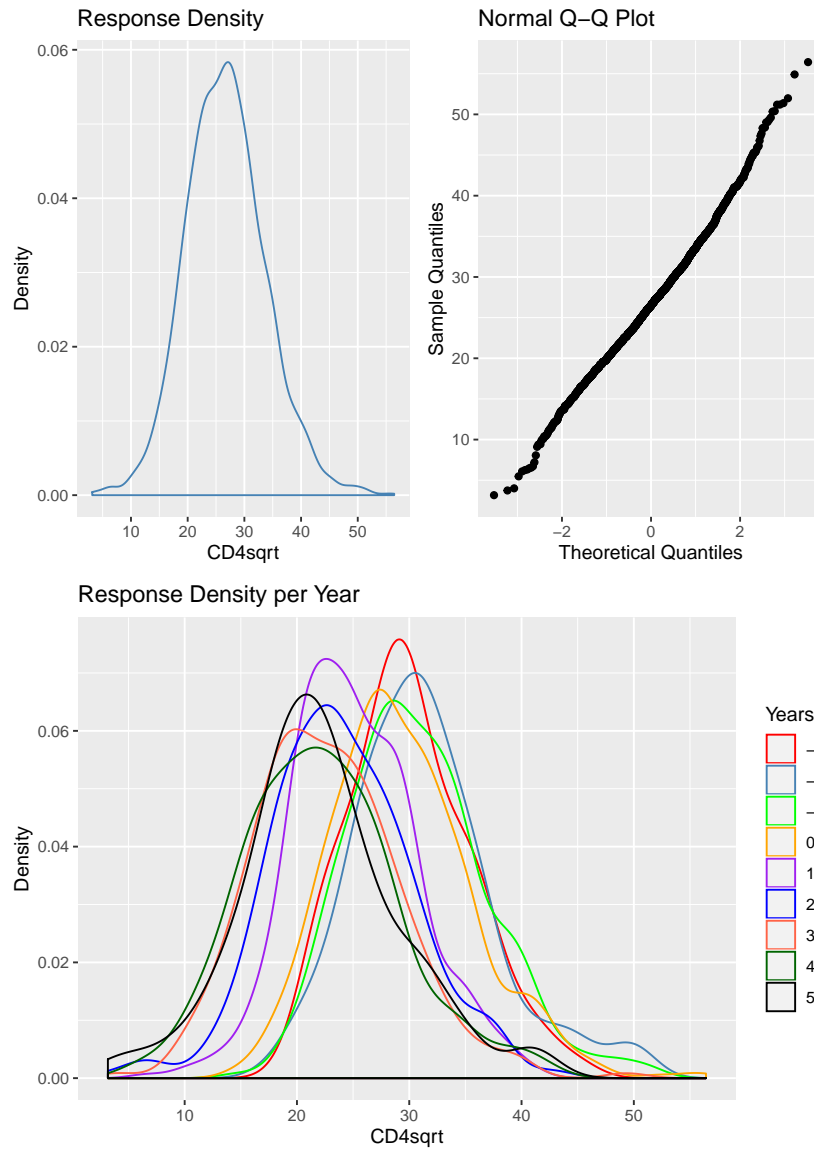 Response Density
0.06
0.04
0.02
0.00
Density
10 20 30 40 50
CD4sqrt
Normal Q−Q Plot
50
40
30
20
10
Sample Quantiles
−2 0 2
Theoretical Quantiles
Response Density per Year
0.06
0.04
0.02
0.00
Density
10 20 30 40 50
CD4sqrt
Years
−
−
−
0
1
2
3
4
5